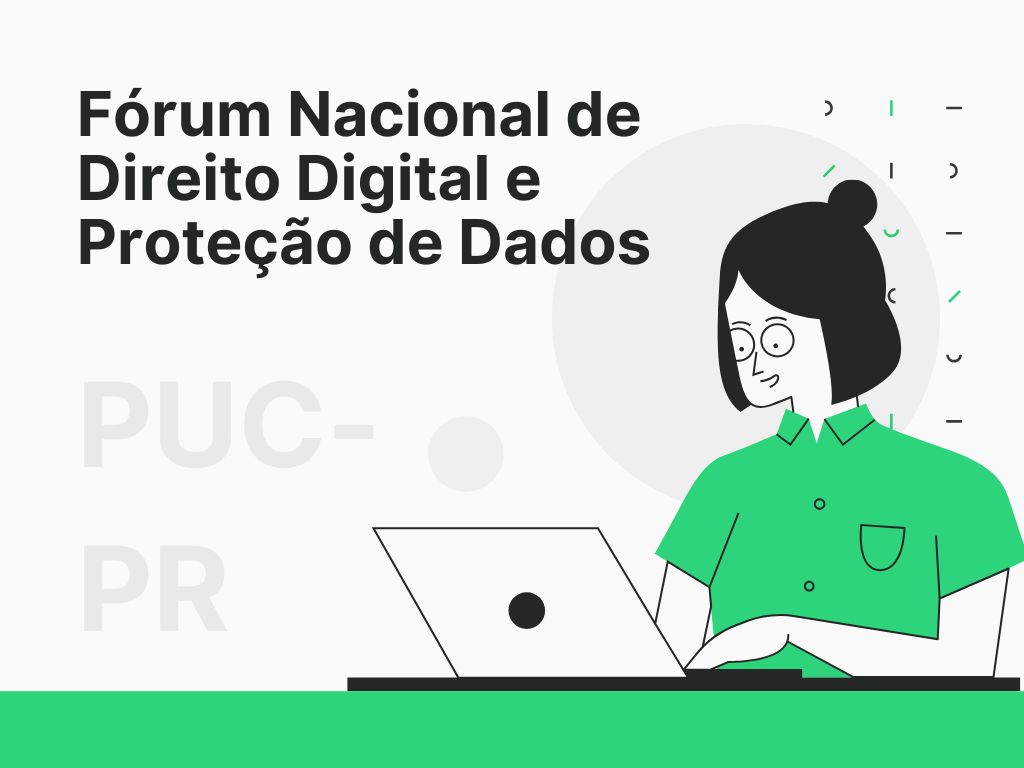 Fórum Nacional de
Direito Digital e
Proteção de Dados
PUC-
PR